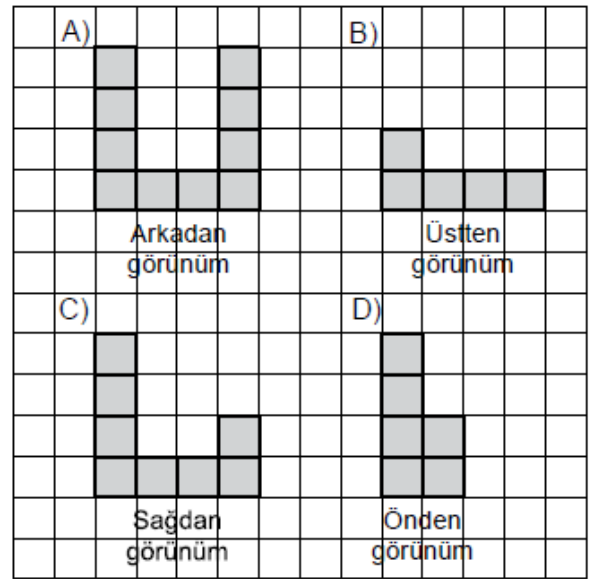 A)
B)
Arkadan
görünüm
Üstten
görünüm
C)
D)
Sağdan
görünüm
Önden
görünüm